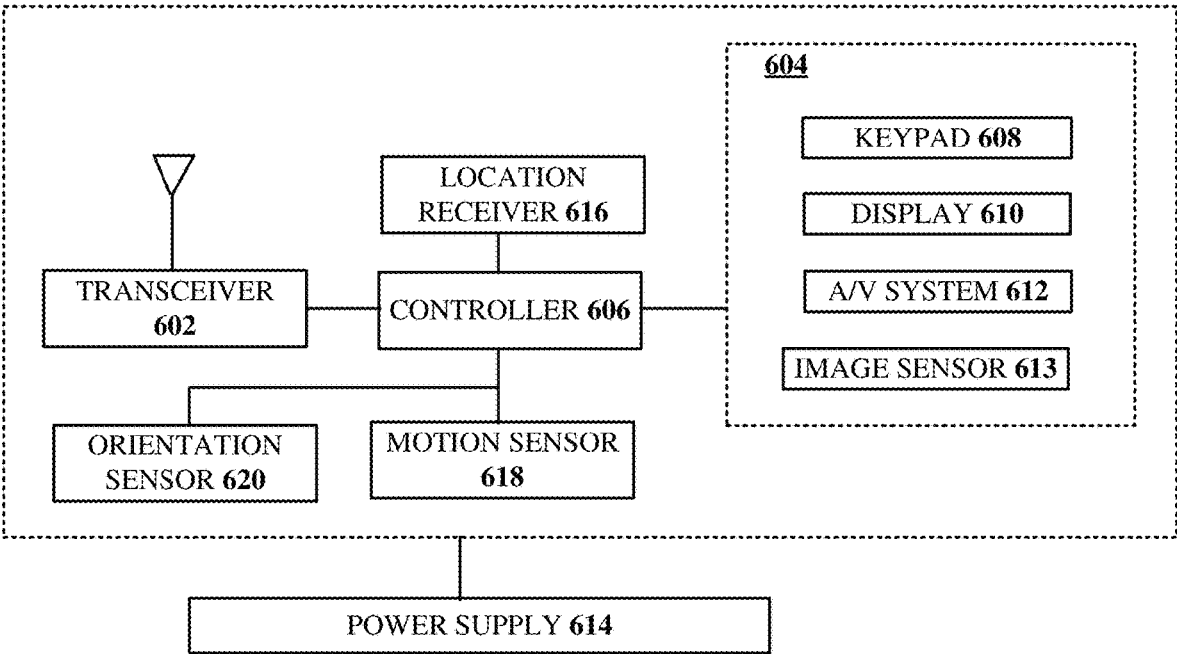 604
KEYPAD 608
LOCATION
RECEIVER 616
DISPLAY 610
TRANSCEIVER
602
CONTROLLER 606
A/V SYSTEM 612
IMAGE SENSOR 613
ORIENTATION
SENSOR 620
MOTION SENSOR
618
POWER SUPPLY 614